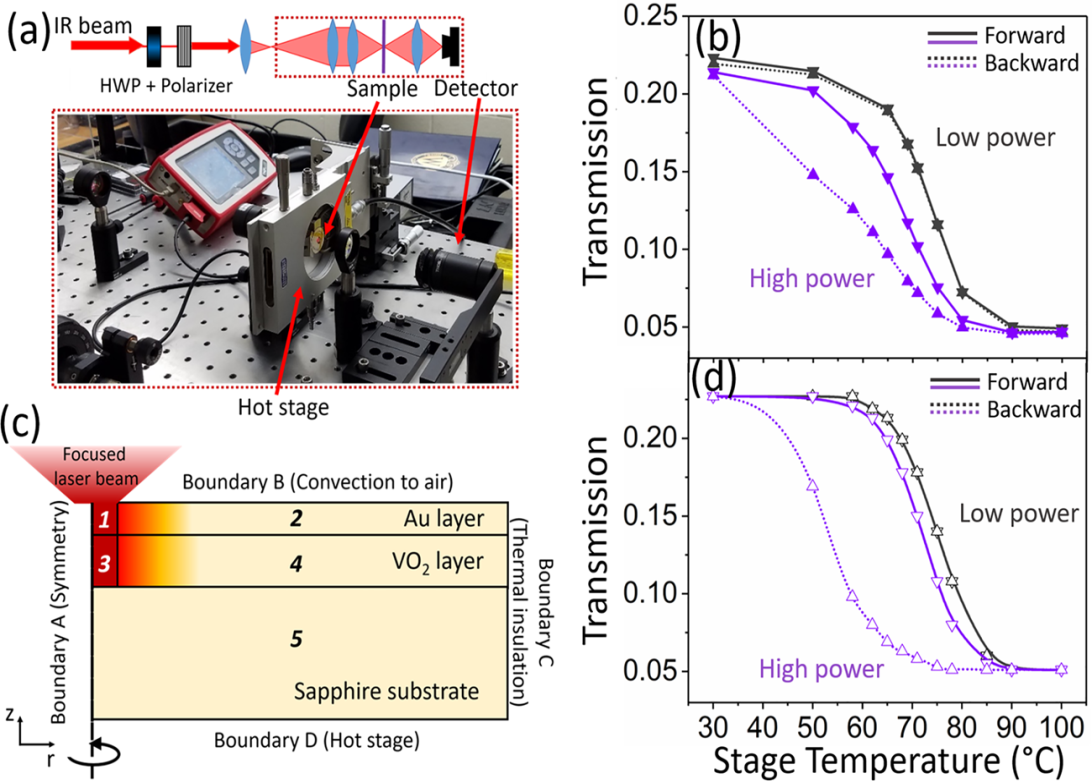 (a)
IR beam
HWP + Polarizer
Sample
Detector
Hot stage
(b)
Forward
Backward
Low power
High power
Transmission
0.20
0.15
0.10
0.05
(c)
Focused
laser beam
Boundary B (Convection to air)
1
2
Au layer
3
4
VO₂ layer
5
Sapphire substrate
Boundary A (Symmetry)
Boundary C
(Thermal insulation)
Boundary D (Hot stage)
z
r
(d)
Forward
Backward
Low power
High power
Transmission
0.20
0.15
0.10
0.05
30 40 50 60 70 80 90 100
Stage Temperature (°C)